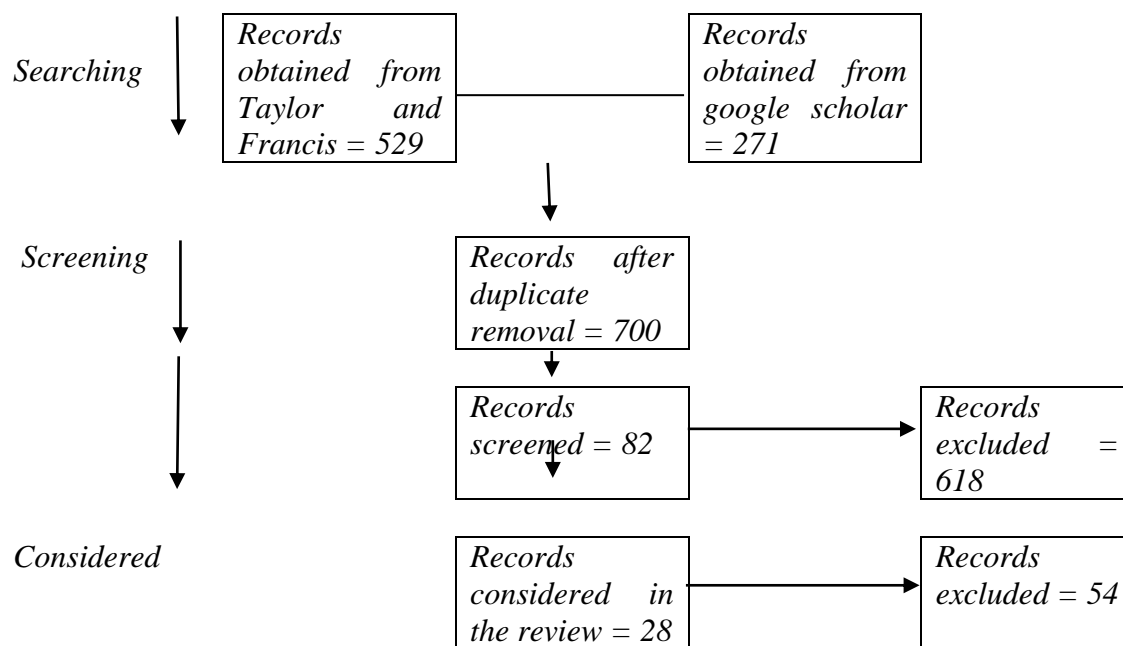 Searching
Records
obtained from
Taylor and
Francis = 529
Records
obtained from
google scholar
= 271
Screening
Records after
duplicate
removal = 700
Records
screened = 82
Records
excluded =
618
Considered
Records
considered in
the review = 28
Records
excluded = 54